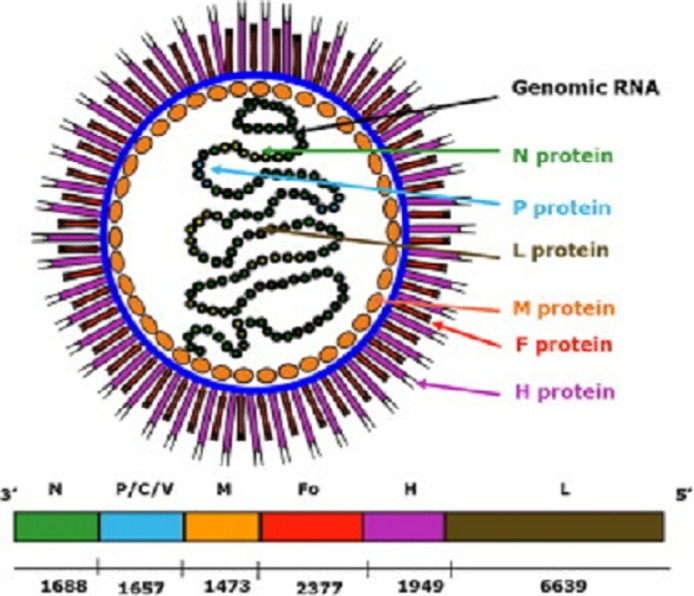 Genomic RNA
N protein
P protein
L protein
M protein
F protein
H protein
3' N P/C/V M Fo H L 5'
1688 1657 1473 2377 1949 6639